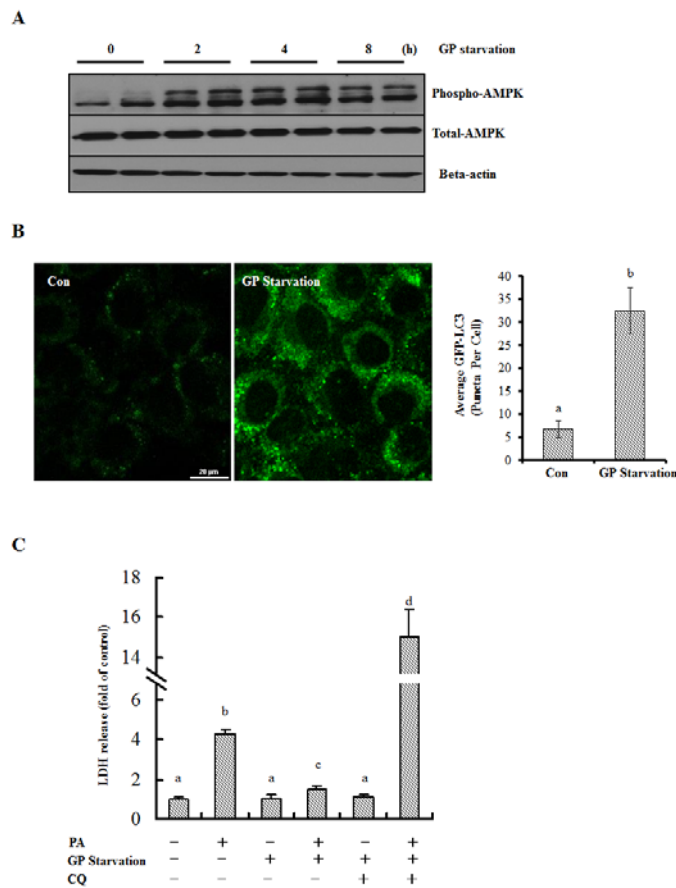 A
0 2 4 8 (h) GP starvation
Phospho-AMPK
Total-AMPK
Beta-actin
B
Con GP Starvation
20 µm
Average GFP-LC3
(Puncta Per Cell)
40
35
30
25
20
15
10
5
0
a
b
Con GP Starvation
C
LDH release (fold of control)
18
16
14
6
4
2
0
a b a c a d
PA − + − + − +
GP Starvation − − + + + +
CQ − − − − + +